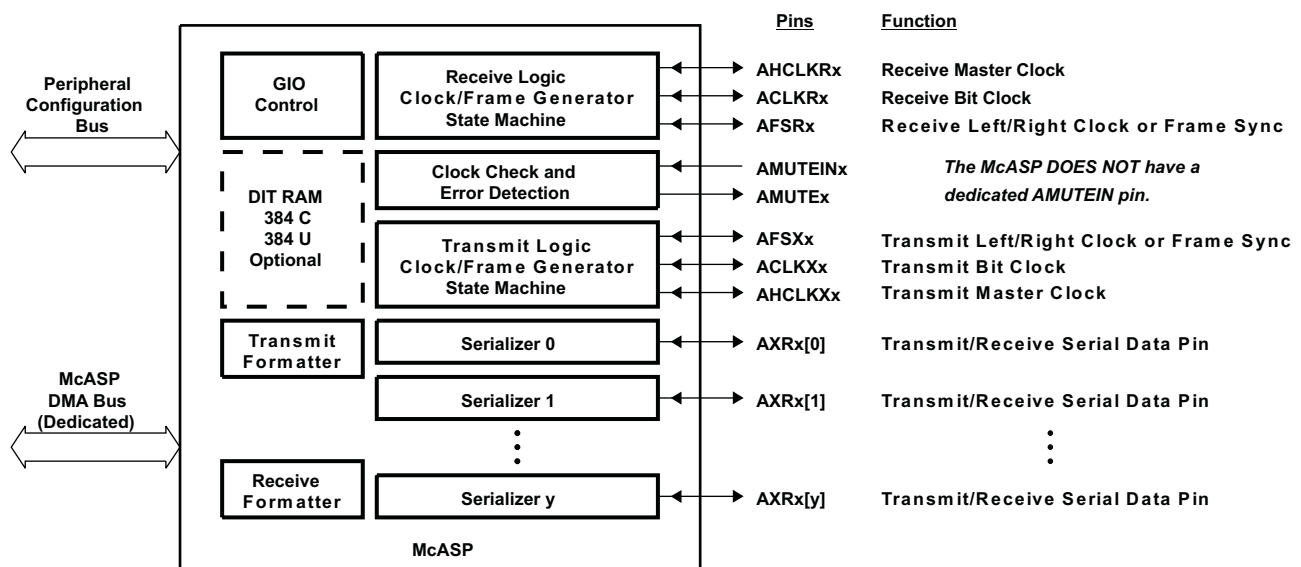 Pins Function
Peripheral
Configuration
Bus
GIO
Control
Receive Logic
Clock/Frame Generator
State Machine
AHCLKRx Receive Master Clock
ACLKRx Receive Bit Clock
AFSRx Receive Left/Right Clock or Frame Sync
DIT RAM
384 C
384 U
Optional
Clock Check and
Error Detection
AMUTEINx
AMUTEx
The McASP DOES NOT have a
dedicated AMUTEIN pin.
Transmit Logic
Clock/Frame Generator
State Machine
AFSXx Transmit Left/Right Clock or Frame Sync
ACLKXx Transmit Bit Clock
AHCLKXx Transmit Master Clock
Transmit
Formatter
Serializer 0
AXRx[0] Transmit/Receive Serial Data Pin
McASP
DMA Bus
(Dedicated)
Serializer 1
AXRx[1] Transmit/Receive Serial Data Pin
Receive
Formatter
Serializer y
AXRx[y] Transmit/Receive Serial Data Pin
McASP